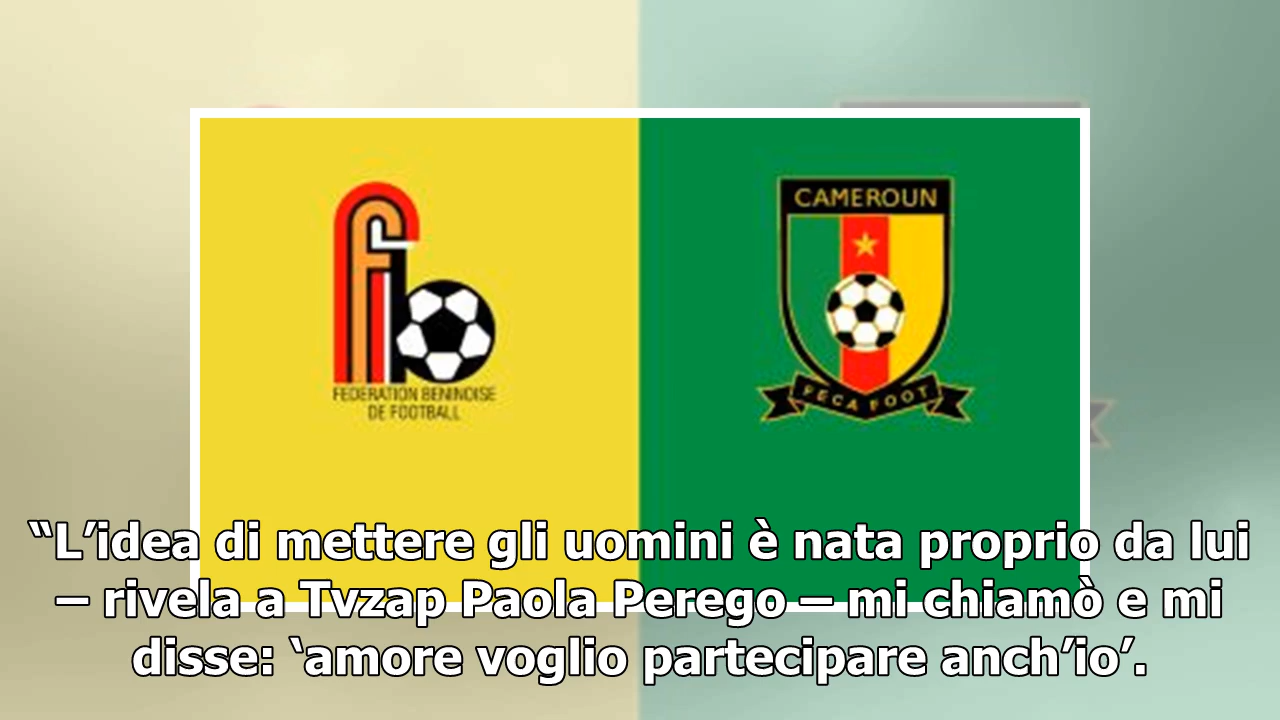 CAMEROUN
FECA FOOT
FEDERATION BENINOISE
DE FOOTBALL
“L’idea di mettere gli uomini è nata proprio da lui
– rivela a Tvzap Paola Perego – mi chiamò e mi
disse: ‘amore voglio partecipare anch’io’.